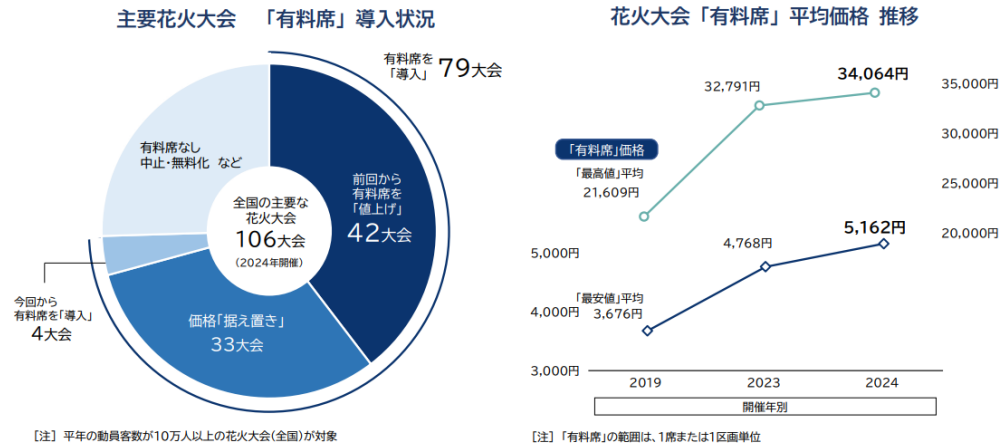 主要花火大会 「有料席」導入状況
有料席を
「導入」 79大会
有料席なし
中止・無料化 など
前回から
有料席を
「値上げ」
42大会
全国の主要な
花火大会
106大会
(2024年開催)
今回から
有料席を「導入」
4大会
価格「据え置き」
33大会
[注] 平年の動員客数が10万人以上の花火大会(全国)が対象
花火大会「有料席」平均価格 推移
34,064円
32,791円
35,000円
30,000円
「有料席」価格
「最高値」平均
21,609円
25,000円
20,000円
5,162円
4,768円
5,000円
「最安値」平均
3,676円
4,000円
3,000円
2019 2023 2024
開催年別
[注] 「有料席」の範囲は、1席または1区画単位